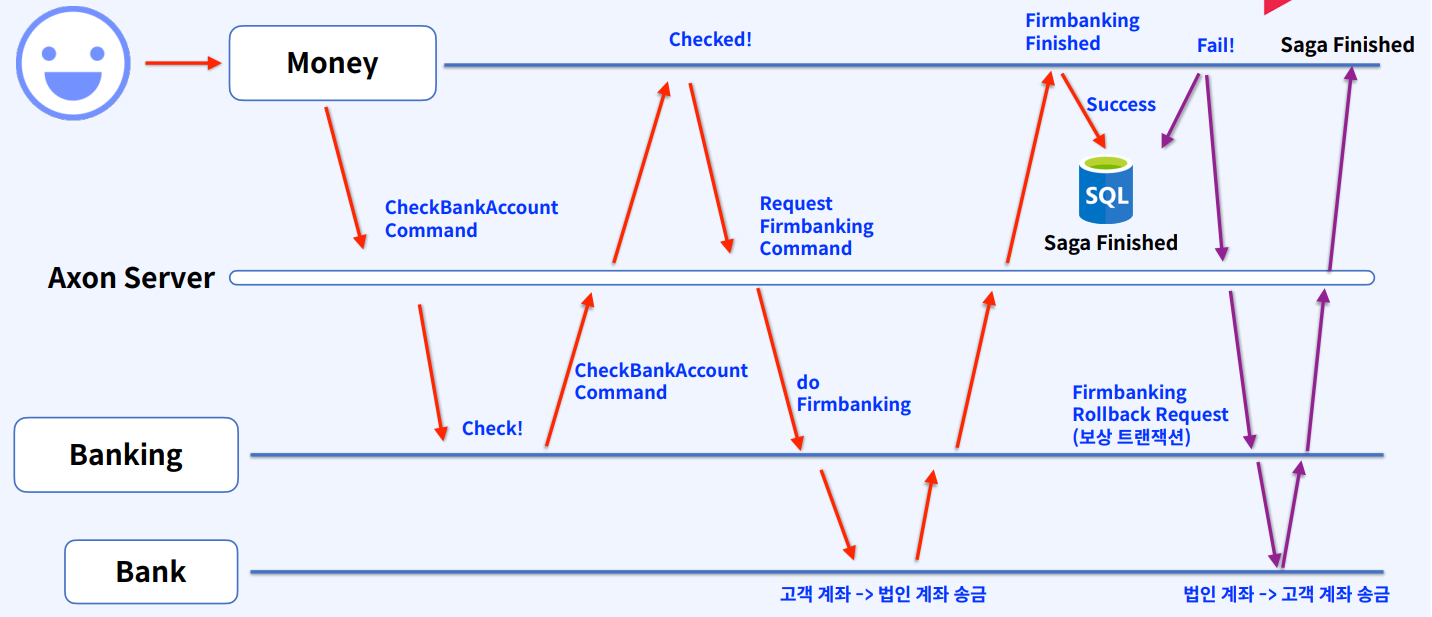 Money
Checked!
Firmbanking
Finished
Fail!
Saga Finished
Success
SQL
Saga Finished
CheckBankAccount
Command
Request
Firmbanking
Command
Axon Server
Check!
CheckBankAccount
Command
do
Firmbanking
Firmbanking
Rollback Request
(보상 트랜잭션)
Banking
Bank
고객 계좌 -> 법인 계좌 송금
법인 계좌 -> 고객 계좌 송금